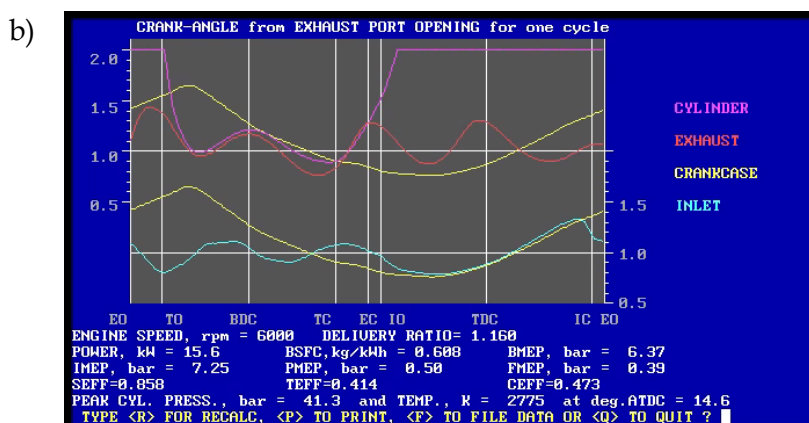 b)
CRANK-ANGLE from EXHAUST PORT OPENING for one cycle
2.0
1.5
1.0
0.5
1.5
1.0
0.5
CYLINDER
EXHAUST
CRANKCASE
INLET
EO TO BDC TC EC IO TDC IC EO
ENGINE SPEED, rpm = 6000 DELIVERY RATIO= 1.160
POWER, kW = 15.6 BSFC,kg/kWh = 0.608 BMEP, bar = 6.37
IMEP, bar = 7.25 PMEP, bar = 0.50 FMEP, bar = 0.39
SEFF=0.858 TEFF=0.414 CEFF=0.473
PEAK CYL. PRESS., bar = 41.3 and TEMP., K = 2775 at deg.ATDC = 14.6
TYPE <R> FOR RECALC, <P> TO PRINT, <F> TO FILE DATA OR <Q> TO QUIT ?